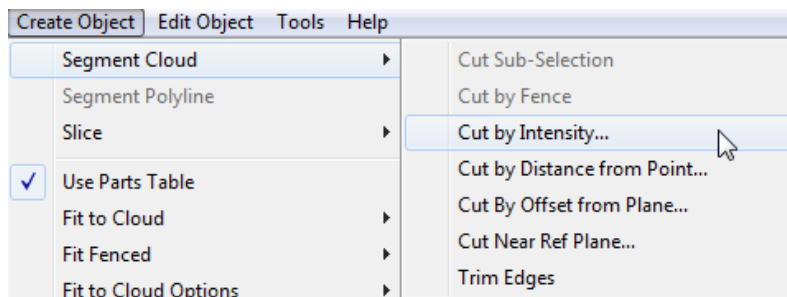 Create Object Edit Object Tools Help
Segment Cloud
Segment Polyline
Slice
Use Parts Table
Fit to Cloud
Fit Fenced
Fit to Cloud Options
Cut Sub-Selection
Cut by Fence
Cut by Intensity...
Cut by Distance from Point...
Cut By Offset from Plane...
Cut Near Ref Plane...
Trim Edges